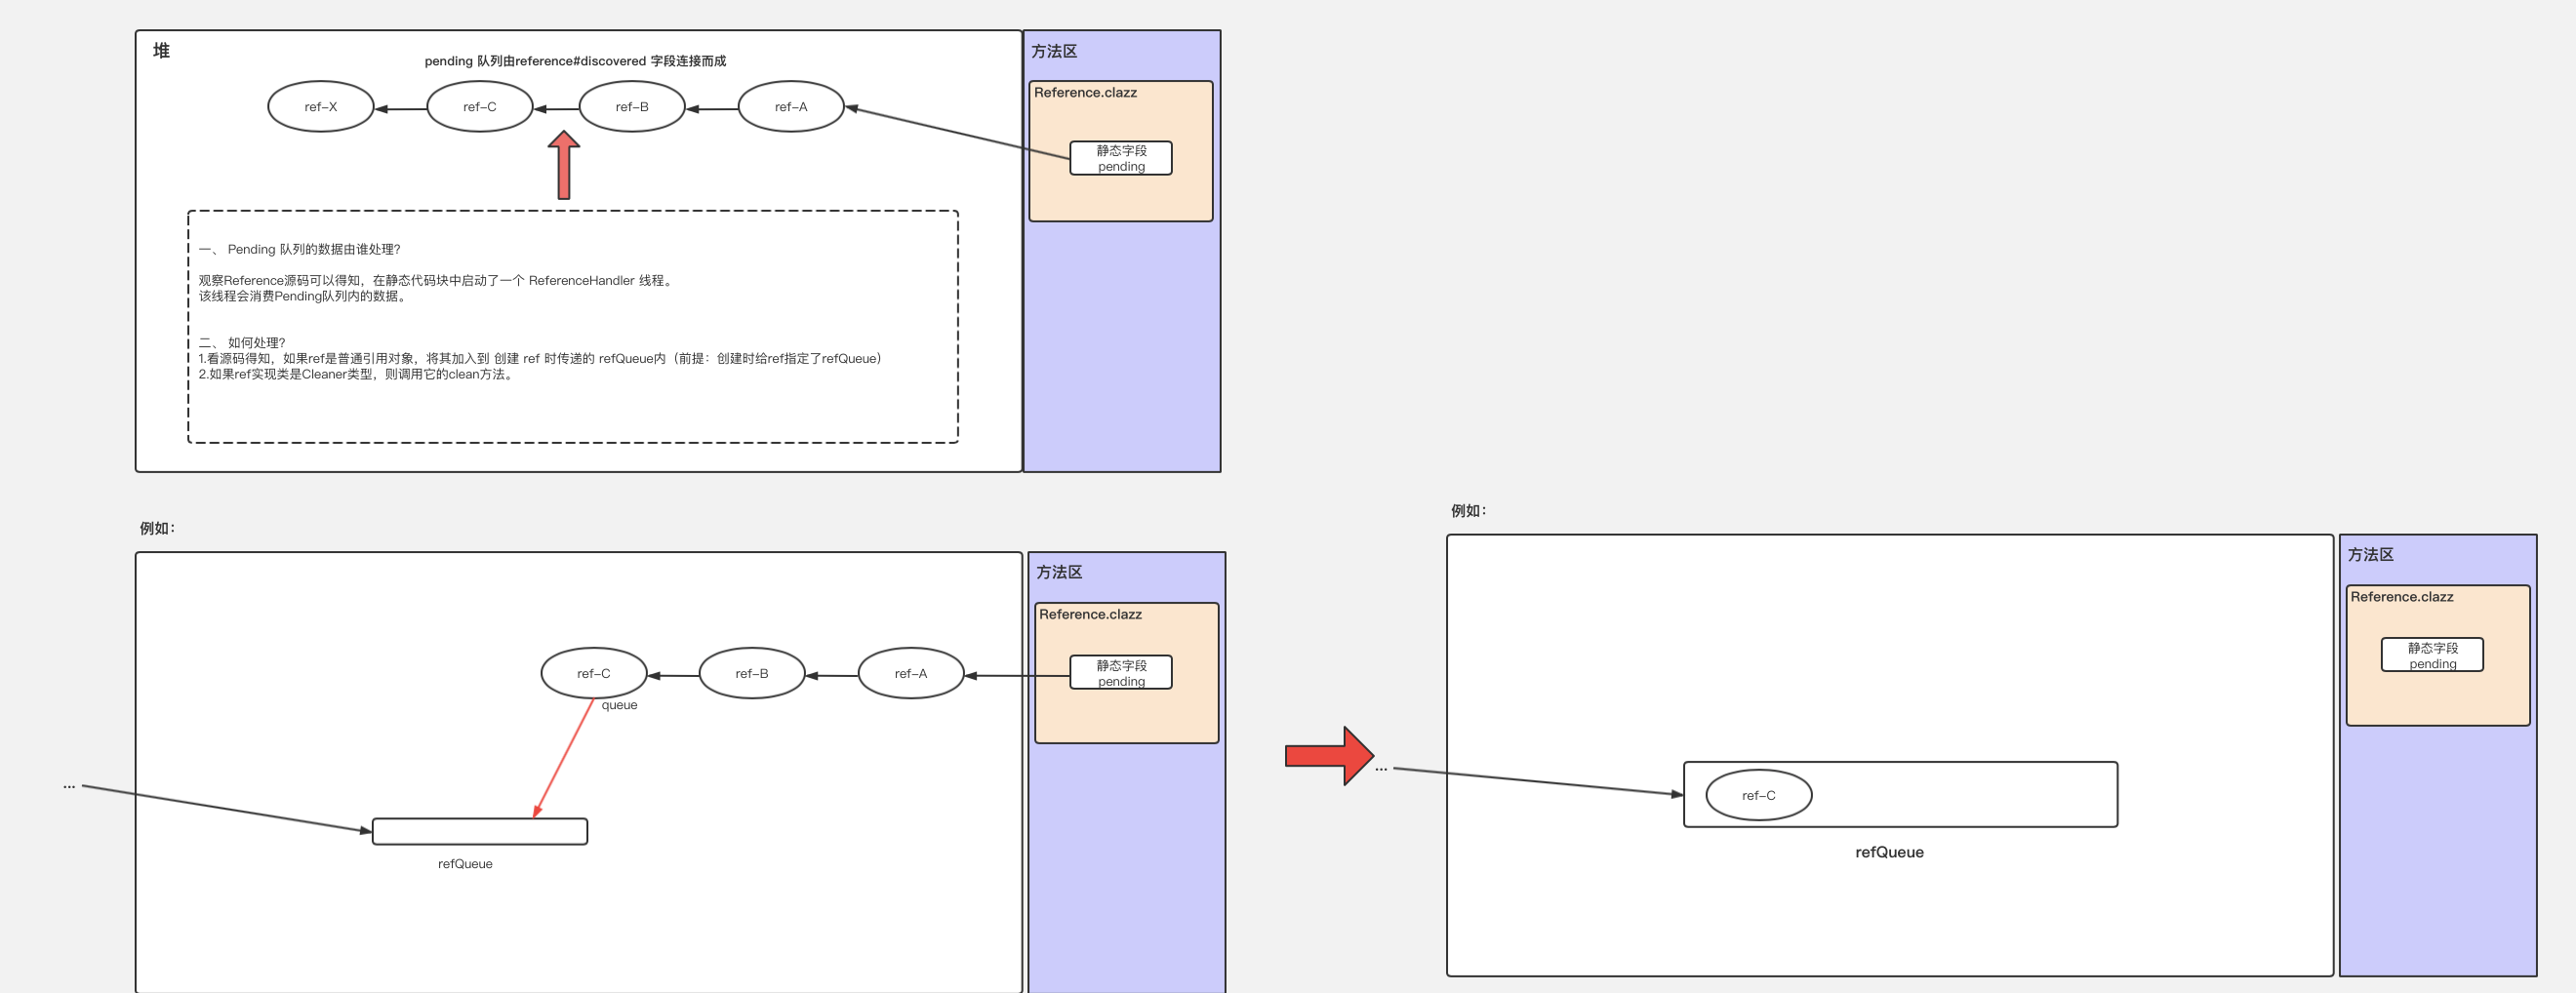 堆
pending 队列由reference#discovered 字段连接而成
ref-X
ref-C
ref-B
ref-A
方法区
Reference.clazz
静态字段
pending
一、 Pending 队列的数据由谁处理?
观察Reference源码可以得知，在静态代码块中启动了一个 ReferenceHandler 线程。
该线程会消费Pending队列内的数据。
二、 如何处理?
1.看源码得知，如果ref是普通引用对象，将其加入到 创建 ref 时传递的 refQueue内（前提：创建时给ref指定了refQueue）
2.如果ref实现类是Cleaner类型，则调用它的clean方法。
例如：
方法区
Reference.clazz
静态字段
pending
ref-C
ref-B
ref-A
queue
...
refQueue
例如：
方法区
Reference.clazz
静态字段
pending
...
ref-C
refQueue